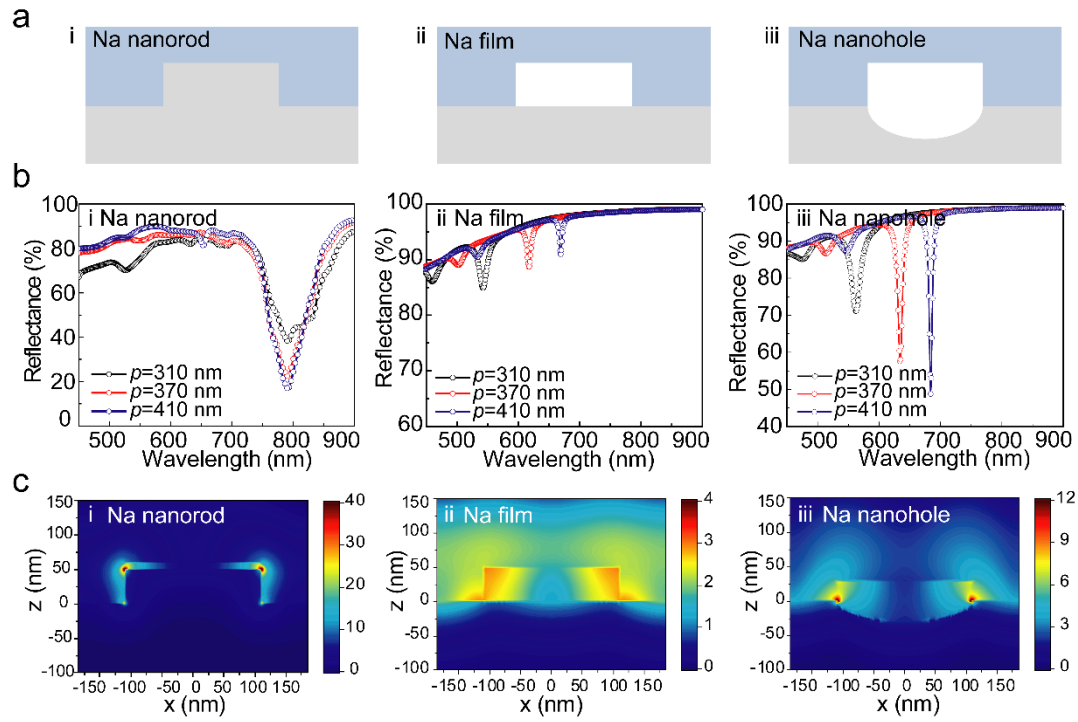 a
i Na nanorod
ii Na film
iii Na nanohole
b
100
80
60
40
20
0
Reflectance (%)
i Na nanorod
p=310 nm
p=370 nm
p=410 nm
500 600 700 800 900
Wavelength (nm)
100
90
80
70
60
Reflectance (%)
ii Na film
p=310 nm
p=370 nm
p=410 nm
500 600 700 800 900
Wavelength (nm)
100
90
80
70
60
50
40
Reflectance (%)
iii Na nanohole
p=310 nm
p=370 nm
p=410 nm
500 600 700 800 900
Wavelength (nm)
c
150
100
50
0
-50
-100
z (nm)
i Na nanorod
-150 -100 -50 0 50 100 150
x (nm)
40
30
20
10
0
150
100
50
0
-50
-100
z (nm)
ii Na film
-150 -100 -50 0 50 100 150
x (nm)
4
3
2
1
0
150
100
50
0
-50
-100
z (nm)
iii Na nanohole
-150 -100 -50 0 50 100 150
x (nm)
12
9
6
3
0